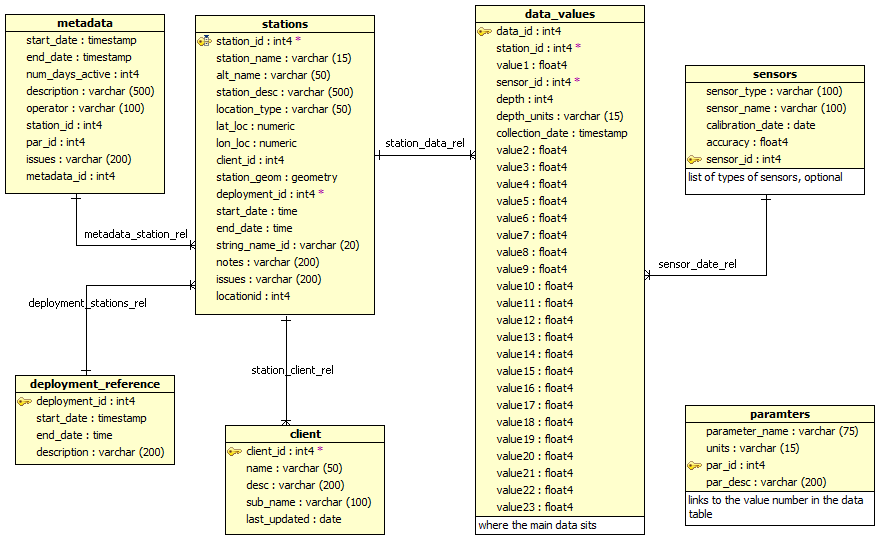 metadata
start_date : timestamp
end_date : timestamp
num_days_active : int4
description : varchar (500)
operator : varchar (100)
station_id : int4
par_id : int4
issues : varchar (200)
metadata_id : int4
stations
station_id : int4 *
station_name : varchar (15)
alt_name : varchar (50)
station_desc : varchar (500)
location_type : varchar (50)
lat_loc : numeric
lon_loc : numeric
client_id : int4
station_geom : geometry
deployment_id : int4 *
start_date : time
end_date : time
string_name_id : varchar (20)
notes : varchar (200)
issues : varchar (200)
locationid : int4
data_values
data_id : int4
station_id : int4 *
value1 : float4
sensor_id : int4 *
depth : int4
depth_units : varchar (15)
collection_date : timestamp
value2 : float4
value3 : float4
value4 : float4
value5 : float4
value6 : float4
value7 : float4
value8 : float4
value9 : float4
value10 : float4
value11 : float4
value12 : float4
value13 : float4
value14 : float4
value15 : float4
value16 : float4
value17 : float4
value18 : float4
value19 : float4
value20 : float4
value21 : float4
value22 : float4
value23 : float4
where the main data sits
sensors
sensor_type : varchar (100)
sensor_name : varchar (100)
calibration_date : date
accuracy : float4
sensor_id : int4
list of types of sensors, optional
station_data_rel
metadata_station_rel
sensor_date_rel
deployment_stations_rel
station_client_rel
deployment_reference
deployment_id : int4
start_date : timestamp
end_date : time
description : varchar (200)
client
client_id : int4 *
name : varchar (50)
desc : varchar (200)
sub_name : varchar (100)
last_updated : date
paramters
parameter_name : varchar (75)
units : varchar (15)
par_id : int4
par_desc : varchar (200)
links to the value number in the data
table